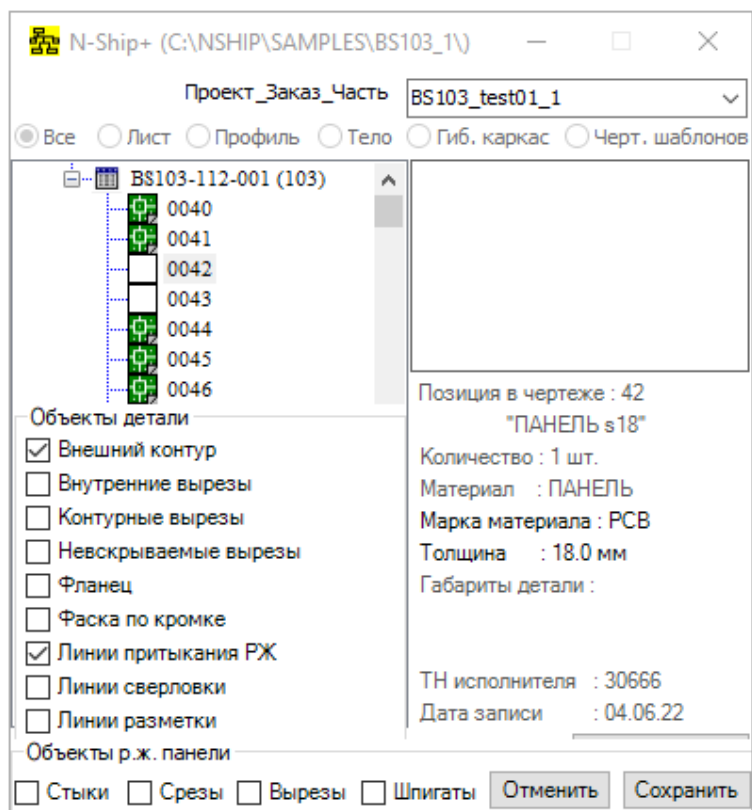 N-Ship+ (C:\NSHIP\SAMPLES\BS103_1\)
Проект_Заказ_Часть BS103_test01_1
Все Лист Профиль Тело Гиб. каркас Черт. шаблонов
BS103-112-001 (103)
0040
0041
0042
0043
0044
0045
0046
Объекты детали
Внешний контур
Внутренние вырезы
Контурные вырезы
Невскрываемые вырезы
Фланец
Фаска по кромке
Линии притыкания РЖ
Линии сверловки
Линии разметки
Позиция в чертеже : 42
"ПАНЕЛЬ s18"
Количество : 1 шт.
Материал : ПАНЕЛЬ
Марка материала : PCB
Толщина : 18.0 мм
Габариты детали :
ТН исполнителя : 30666
Дата записи : 04.06.22
Объекты р.ж. панели
Стыки Срезы Вырезы Шпигаты Отменить Сохранить